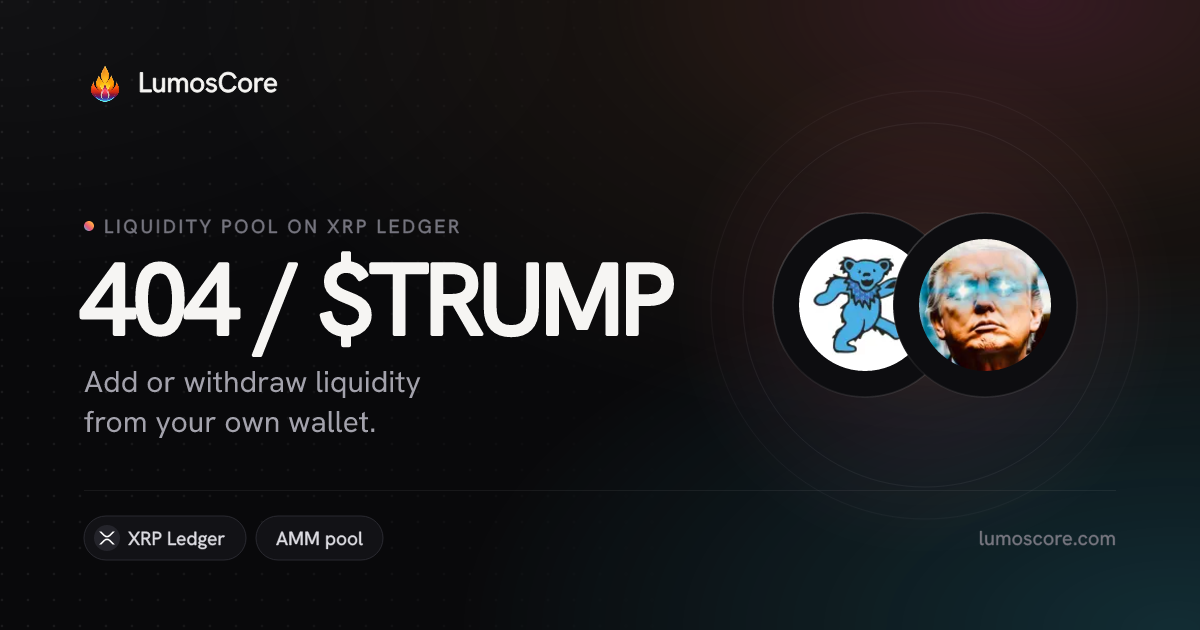 LumosCore
LIQUIDITY POOL ON XRP LEDGER
404 / $TRUMP
Add or withdraw liquidity
from your own wallet.
XRP Ledger
AMM pool
lumoscore.com